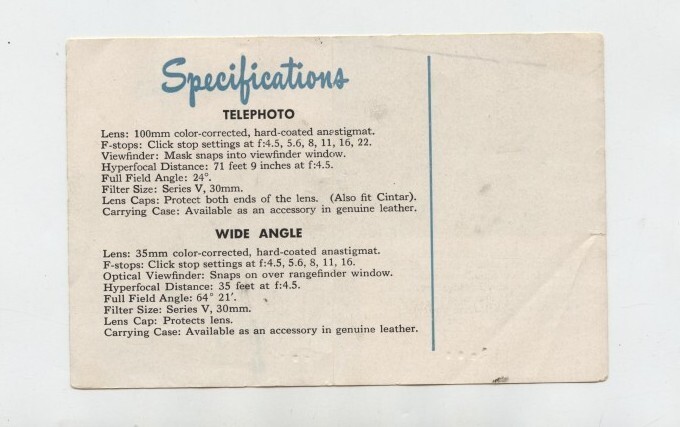 Specifications
TELEPHOTO
Lens: 100mm color-corrected, hard-coated anastigmat.
F-stops: Click stop settings at f:4.5, 5.6, 8, 11, 16, 22.
Viewfinder: Mask snaps into viewfinder window.
Hyperfocal Distance: 71 feet 9 inches at f:4.5.
Full Field Angle: 24°.
Filter Size: Series V, 30mm.
Lens Caps: Protect both ends of the lens. (Also fit Cintar).
Carrying Case: Available as an accessory in genuine leather.
WIDE ANGLE
Lens: 35mm color-corrected, hard-coated anastigmat.
F-stops: Click stop settings at f:4.5, 5.6, 8, 11, 16.
Optical Viewfinder: Snaps on over rangefinder window.
Hyperfocal Distance: 35 feet at f:4.5.
Full Field Angle: 64° 21′.
Filter Size: Series V, 30mm.
Lens Cap: Protects lens.
Carrying Case: Available as an accessory in genuine leather.